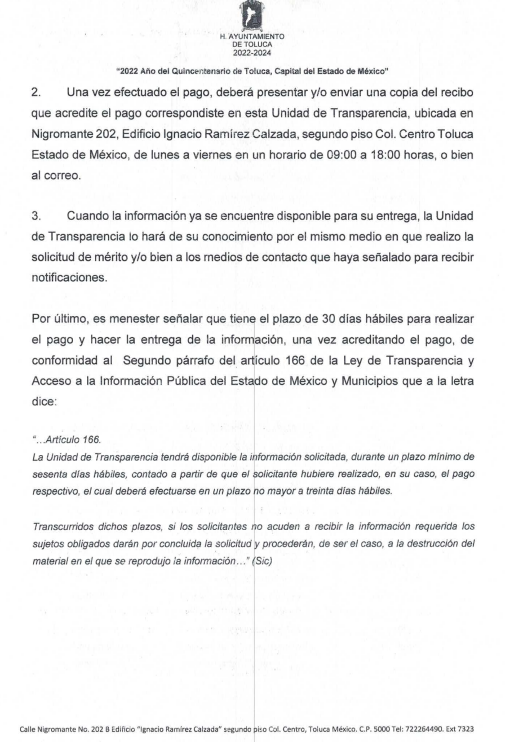 H. AYUNTAMIENTO
DE TOLUCA
2022-2024
"2022 Año del Quincentenario de Toluca, Capital del Estado de México"
2. Una vez efectuado el pago, deberá presentar y/o enviar una copia del recibo
que acredite el pago correspondiste en esta Unidad de Transparencia, ubicada en
Nigromante 202, Edificio Ignacio Ramírez Calzada, segundo piso Col. Centro Toluca
Estado de México, de lunes a viernes en un horario de 09:00 a 18:00 horas, o bien
al correo.
3. Cuando la información ya se encuentre disponible para su entrega, la Unidad
de Transparencia lo hará de su conocimiento por el mismo medio en que realizo la
solicitud de mérito y/o bien a los medios de contacto que haya señalado para recibir
notificaciones.
Por último, es menester señalar que tiene el plazo de 30 días hábiles para realizar
el pago y hacer la entrega de la información, una vez acreditando el pago, de
conformidad al Segundo párrafo del artículo 166 de la Ley de Transparencia y
Acceso a la Información Pública del Estado de México y Municipios que a la letra
dice:
"…Artículo 166.
La Unidad de Transparencia tendrá disponible la información solicitada, durante un plazo mínimo de
sesenta días hábiles, contado a partir de que el solicitante hubiere realizado, en su caso, el pago
respectivo, el cual deberá efectuarse en un plazo no mayor a treinta días hábiles.
Transcurridos dichos plazos, si los solicitantes no acuden a recibir la información requerida los
sujetos obligados darán por concluida la solicitud y procederán, de ser el caso, a la destrucción del
material en el que se reprodujo la información…" (Sic)
Calle Nigromante No. 202 B Edificio "Ignacio Ramírez Calzada" segundo piso Col. Centro, Toluca México. C.P. 5000 Tel: 722264490. Ext 7323